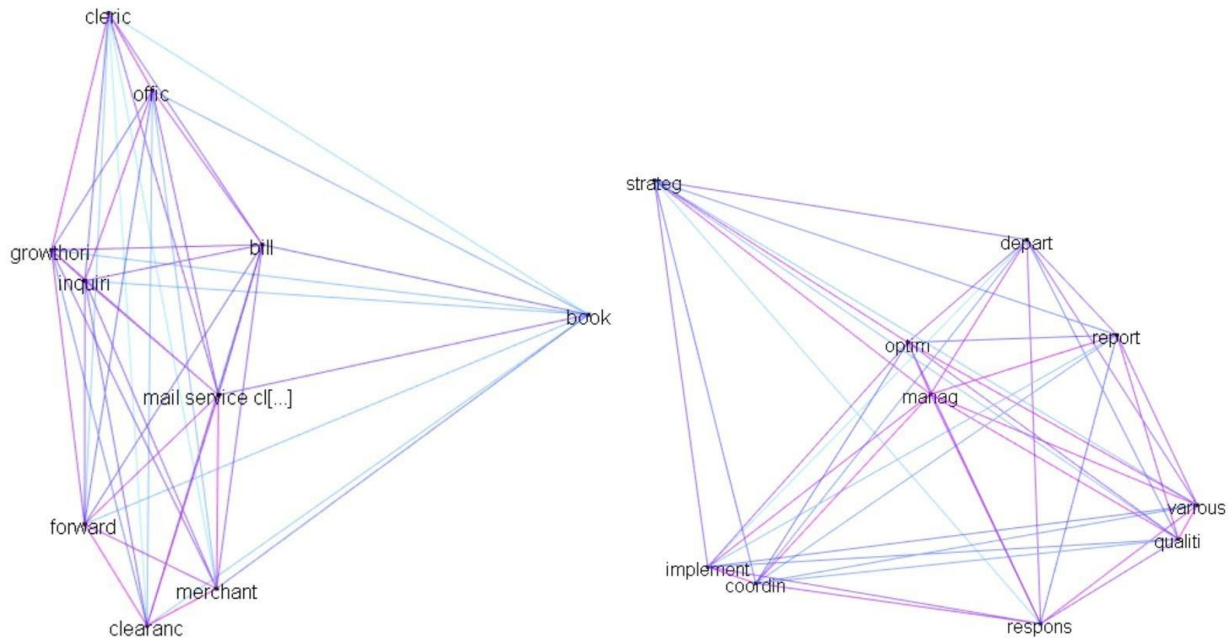 cleric
offic
growthori
bill
inquiri
book
mail service cl[...]
forward
merchant
clearanc
strateg
depart
report
optim
manag
various
qualiti
implement
coordin
respons